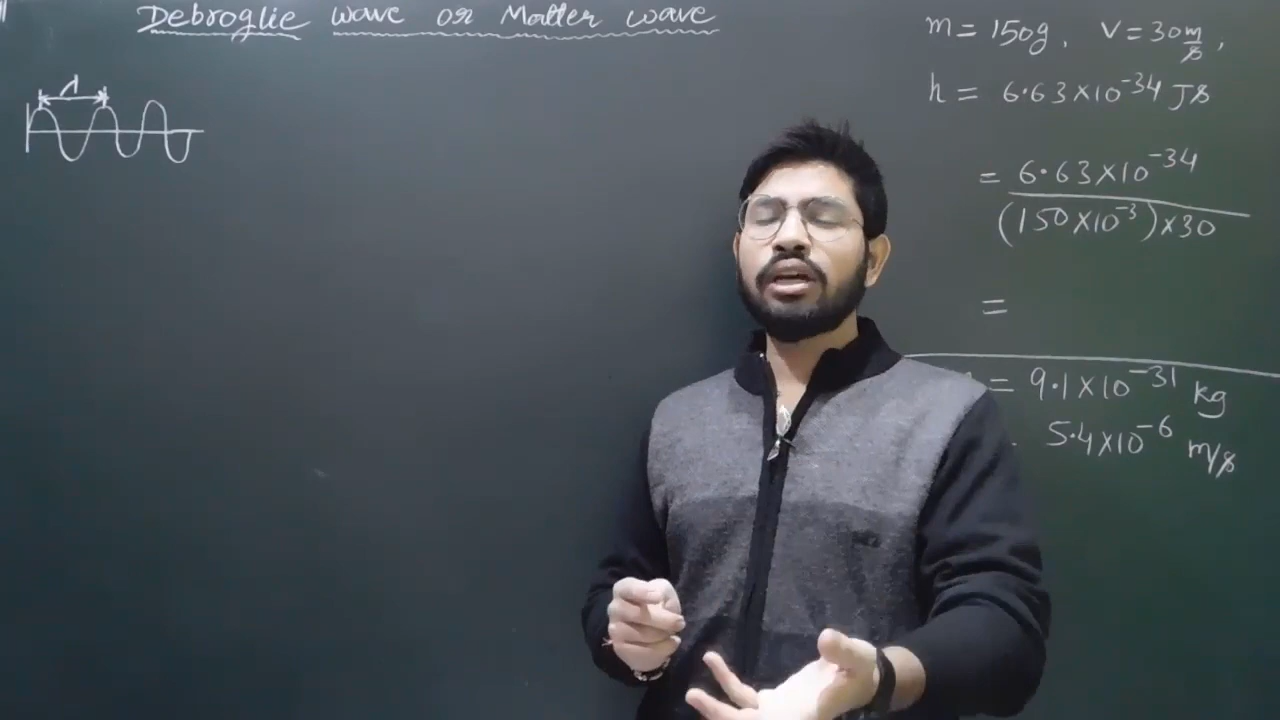 Debroglie wave or Matter wave
λ
m = 150g, V = 30 m/s,
h = 6.63×10⁻³⁴ Js
= 6.63×10⁻³⁴
(150×10⁻³)×30
=
= 9.1×10⁻³¹ kg
5.4×10⁻⁶ m/s